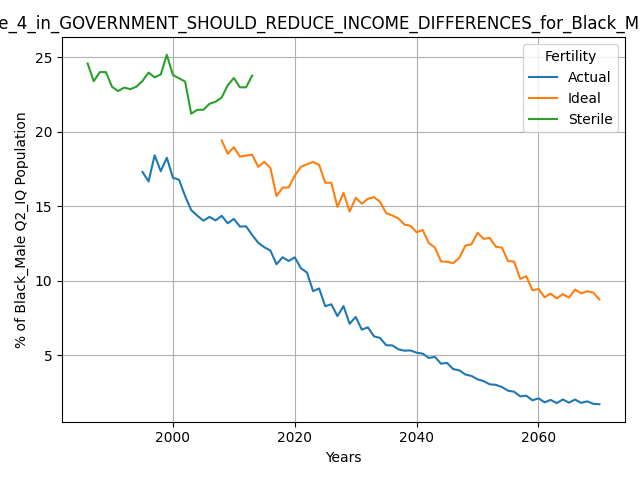 e_4_in_GOVERNMENT_SHOULD_REDUCE_INCOME_DIFFERENCES_for_Black_M
25
20
15
10
5
% of Black_Male Q2_IQ Population
Fertility
Actual
Ideal
Sterile
2000
2020
2040
2060
Years